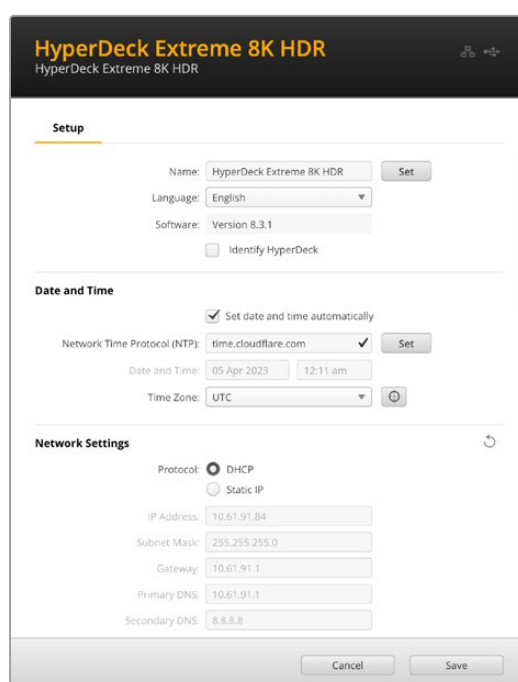 HyperDeck Extreme 8K HDR
HyperDeck Extreme 8K HDR
Setup
Name: HyperDeck Extreme 8K HDR Set
Language: English
Software: Version 8.3.1
Identify HyperDeck
Date and Time
Set date and time automatically
Network Time Protocol (NTP): time.cloudflare.com Set
Date and Time: 05 Apr 2023 12:11 am
Time Zone: UTC
Network Settings
Protocol: DHCP
Static IP
IP Address: 10.61.91.84
Subnet Mask: 255.255.255.0
Gateway: 10.61.91.1
Primary DNS: 10.61.91.1
Secondary DNS: 8.8.8.8
Cancel Save